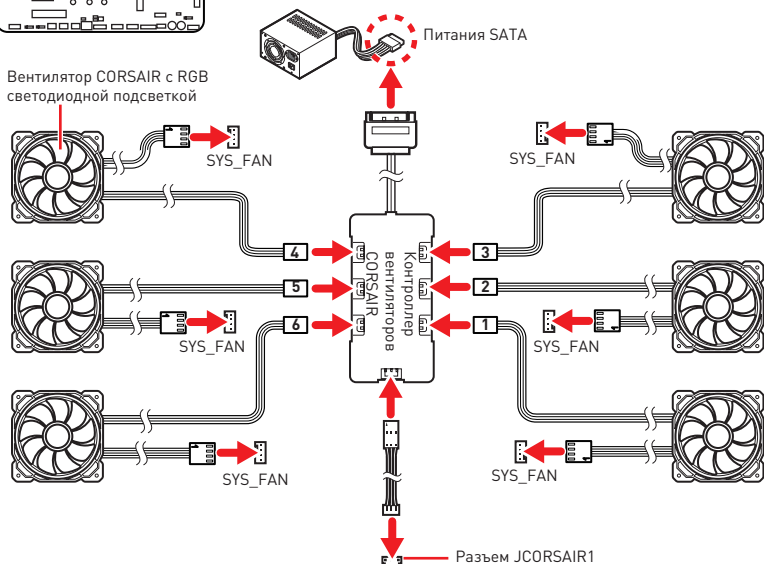 Питания SATA
Вентилятор CORSAIR с RGB
светодиодной подсветкой
SYS_FAN
SYS_FAN
4
3
5
2
6
1
Контроллер
вентиляторов
CORSAIR
SYS_FAN
SYS_FAN
SYS_FAN
SYS_FAN
Разъем JCORSAIR1